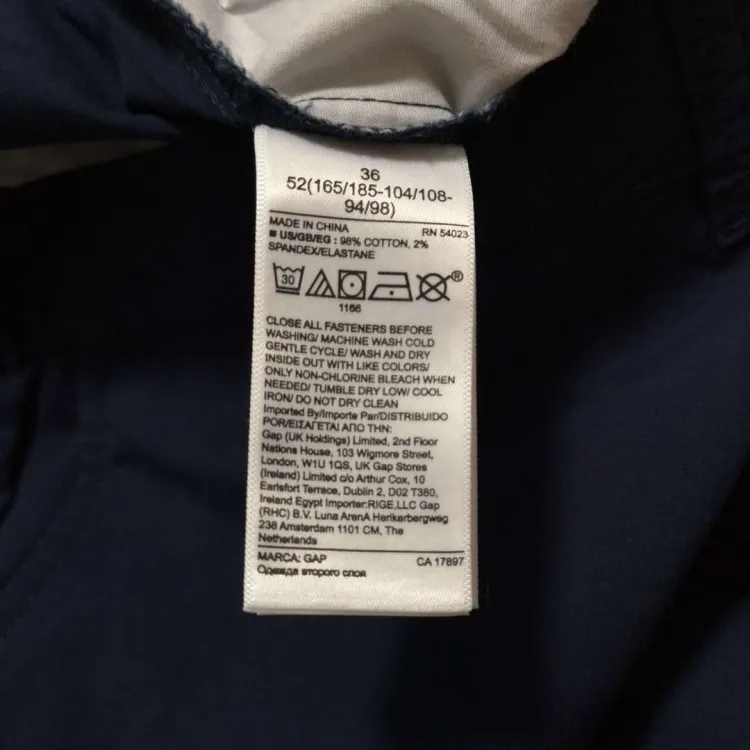 36
52(165/185-104/108-
94/98)
MADE IN CHINA
RN 54023
■ US/GB/EG : 98% COTTON, 2%
SPANDEX/ELASTANE
30
®
1166
CLOSE ALL FASTENERS BEFORE
WASHING/ MACHINE WASH COLD
GENTLE CYCLE/ WASH AND DRY
INSIDE OUT WITH LIKE COLORS/
ONLY NON-CHLORINE BLEACH WHEN
NEEDED/ TUMBLE DRY LOW/ COOL
IRON/ DO NOT DRY CLEAN
Imported By/Importe Par/DISTRIBUIDO
POR/ΕΙΣΑΓΕΤΑΙ ΑΠΟ ΤΗΝ:
Gap (UK Holdings) Limited, 2nd Floor
Nations House, 103 Wigmore Street,
London, W1U 1QS, UK Gap Stores
(Ireland) Limited c/o Arthur Cox, 10
Earlsfort Terrace, Dublin 2, D02 T380,
Ireland Egypt Importer:RIGE,LLC Gap
(RHC) B.V. Luna ArenA Herikerbergweg
238 Amsterdam 1101 CM, The
Netherlands
MARCA: GAP
CA 17897
Одежда второго слоя